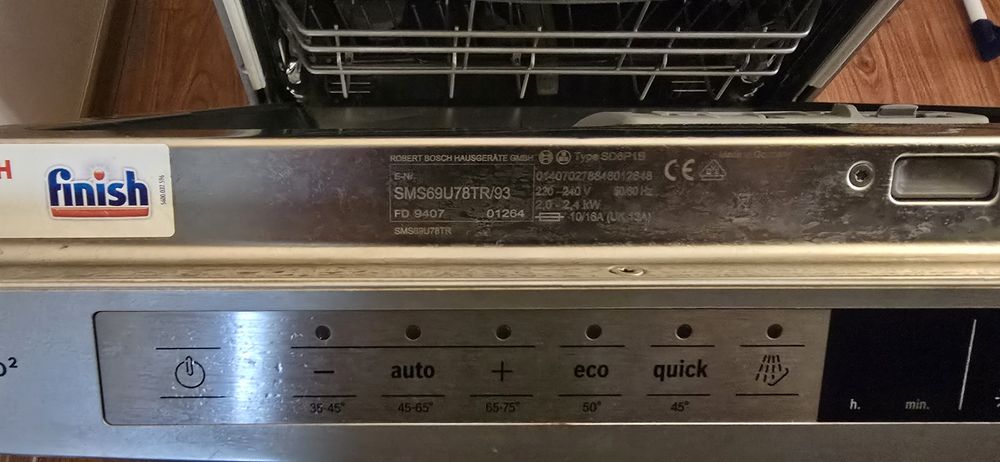 H
finish
ROBERT BOSCH HAUSGERÄTE GMBH
Type SD6P1B
E-Nr.
SMS69U78TR/93
FD 9407 01264
SMS69U78TR
220 - 240 V 50/60 Hz
2,0 - 2,4 kW
10/16A (UK 13A)
CE
− auto + eco quick
35-45° 45-65° 65-75° 50° 45°
h. min.